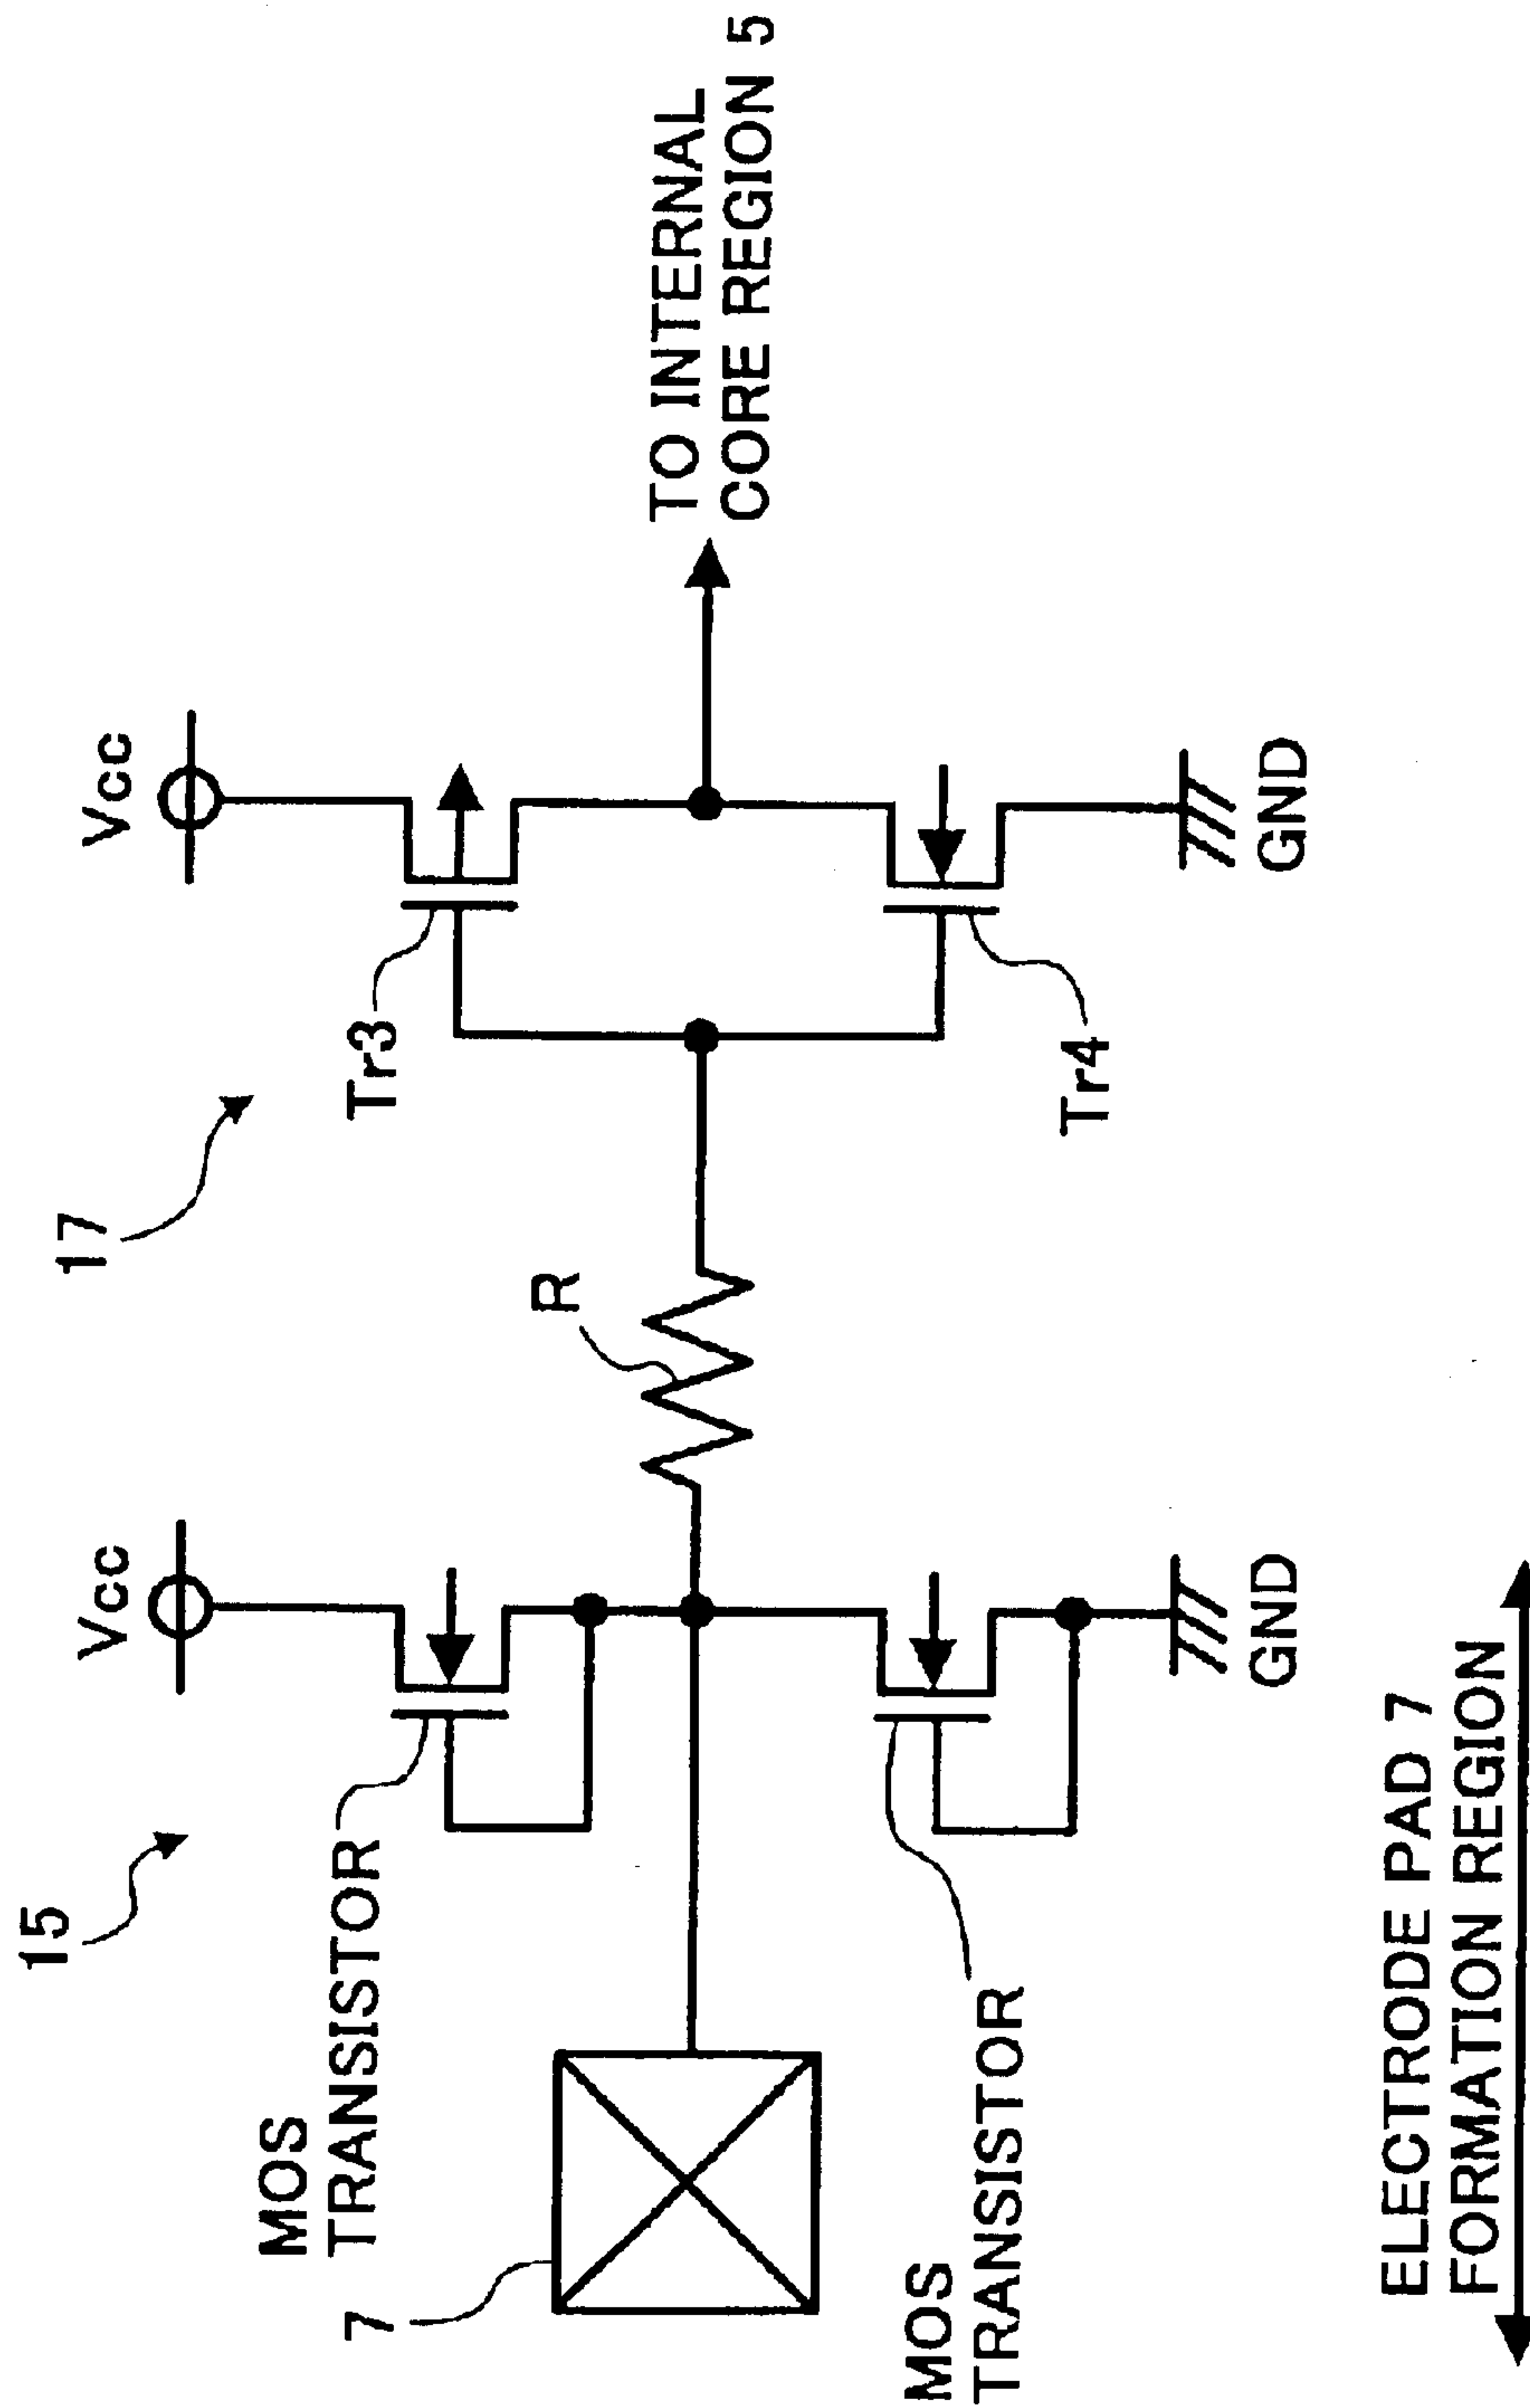 15
17
Vcc
Vcc
MOS
TRANSISTOR
Tr3
7
R
TO INTERNAL
CORE REGION 5
MOS
TRANSISTOR
Tr4
GND
GND
ELECTRODE PAD 7
FORMATION REGION